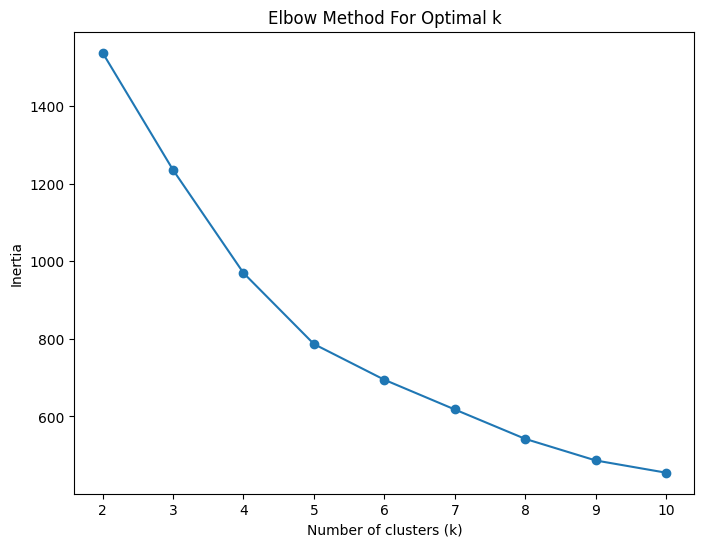 Elbow Method For Optimal k
1400
1200
1000
800
600
Inertia
2 3 4 5 6 7 8 9 10
Number of clusters (k)